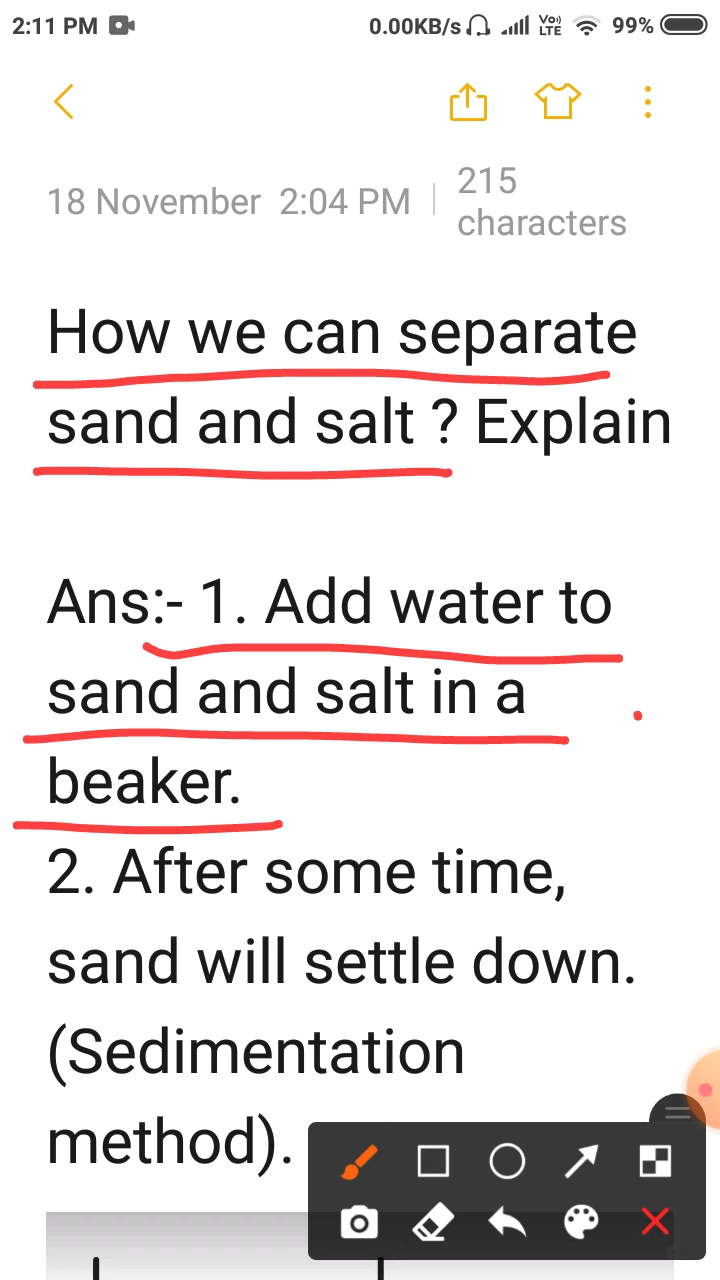 2:11 PM 0.00KB/s Vo) LTE 99%
18 November 2:04 PM | 215
characters
How we can separate
sand and salt ? Explain
Ans:- 1. Add water to
sand and salt in a
beaker.
2. After some time,
sand will settle down.
(Sedimentation
method).